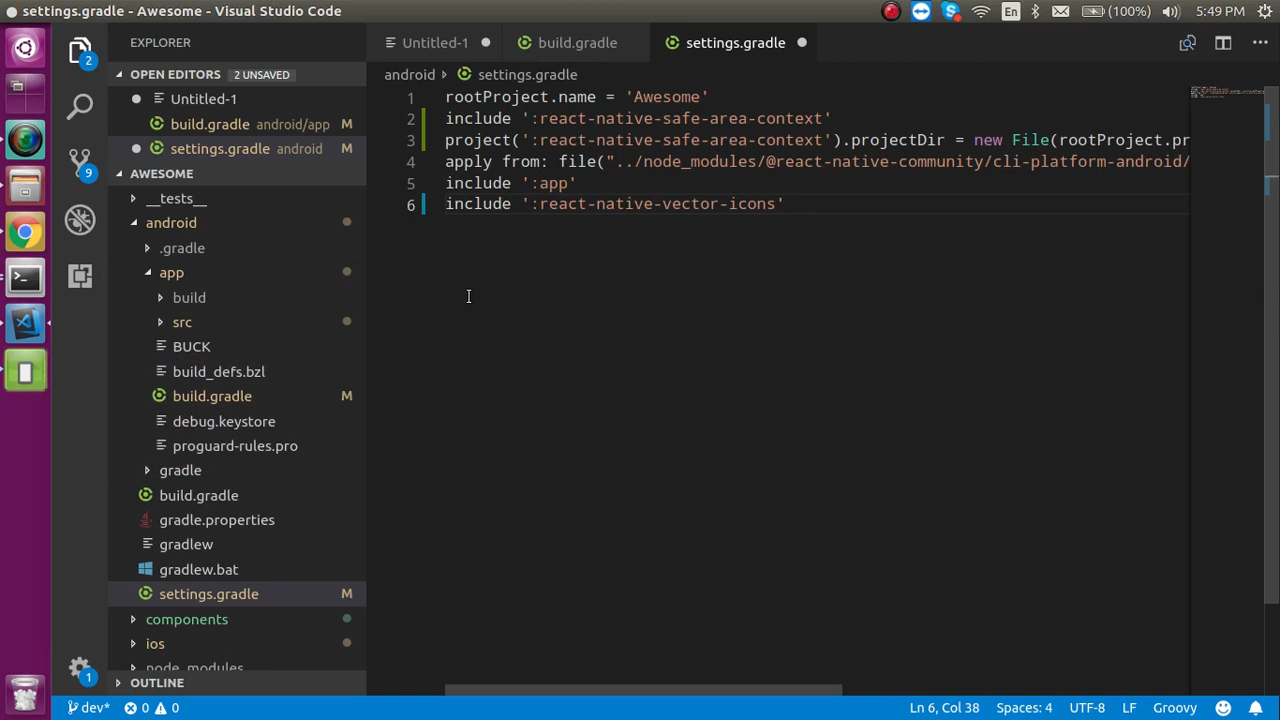 settings.gradle - Awesome - Visual Studio Code
En
(100%)
5:49 PM
EXPLORER
Untitled-1
build.gradle
settings.gradle
2
OPEN EDITORS
2 UNSAVED
android
settings.gradle
Untitled-1
build.gradle android/app M
settings.gradle android
9
AWESOME
__tests__
android
.gradle
app
build
src
BUCK
build_defs.bzl
build.gradle M
debug.keystore
proguard-rules.pro
gradle
build.gradle
gradle.properties
gradlew
gradlew.bat
settings.gradle M
components
ios
node_modules
OUTLINE
1
1 rootProject.name = 'Awesome'
2 include ':react-native-safe-area-context'
3 project(':react-native-safe-area-context').projectDir = new File(rootProject.pr
4 apply from: file("../node_modules/@react-native-community/cli-platform-android/
5 include ':app'
6 include ':react-native-vector-icons'
dev*
0
0
Ln 6, Col 38
Spaces: 4
UTF-8
LF
Groovy